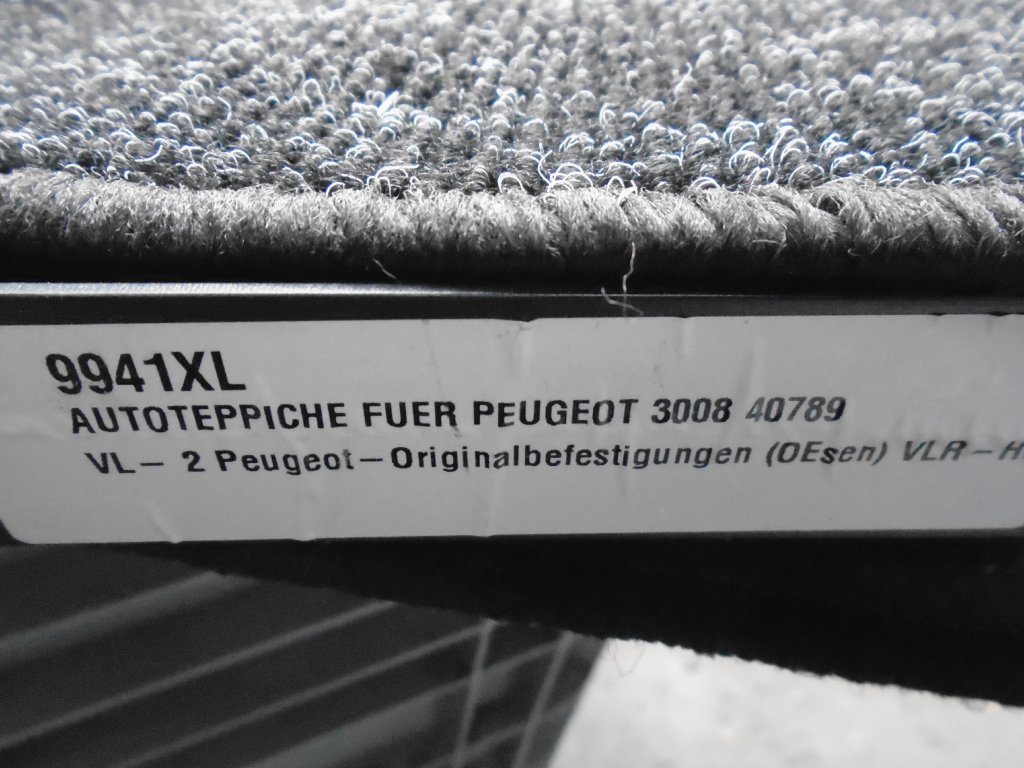 9941XL
AUTOTEPPICHE FUER PEUGEOT 3008 40789
VL- 2 Peugeot-Originalbefestigungen (OEsen) VLR-H